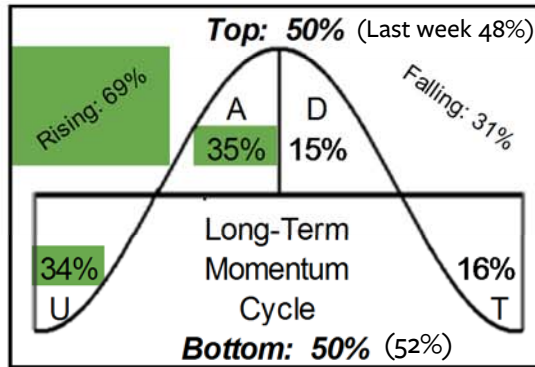 Top: 50% (Last week 48%)
Rising: 69%
Falling: 31%
A D
35% 15%
Long-Term
34% Momentum 16%
U Cycle T
Bottom: 50% (52%)